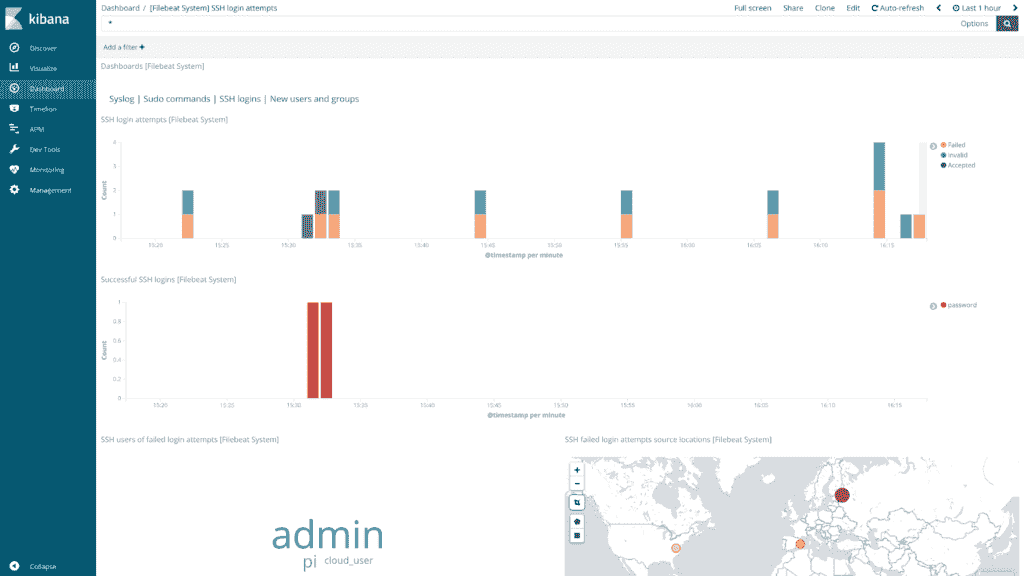 kibana
Discover
Visualize
Dashboard
Timelion
APM
Dev Tools
Monitoring
Management
Collapse
Dashboard / [Filebeat System] SSH login attempts
Full screen Share Clone Edit Auto-refresh Last 1 hour
*
Options
Add a filter +
Dashboards [Filebeat System]
Syslog | Sudo commands | SSH logins | New users and groups
SSH login attempts [Filebeat System]
4
3
2
1
0
Count
15:20 15:25 15:30 15:35 15:40 15:45 15:50 15:55 16:00 16:05 16:10 16:15
@timestamp per minute
Failed
Invalid
Accepted
Successful SSH logins [Filebeat System]
1
0.8
0.6
0.4
0.2
0
Count
15:20 15:25 15:30 15:35 15:40 15:45 15:50 15:55 16:00 16:05 16:10 16:15
@timestamp per minute
password
SSH users of failed login attempts [Filebeat System]
admin
pi cloud_user
SSH failed login attempts source locations [Filebeat System]
+
−